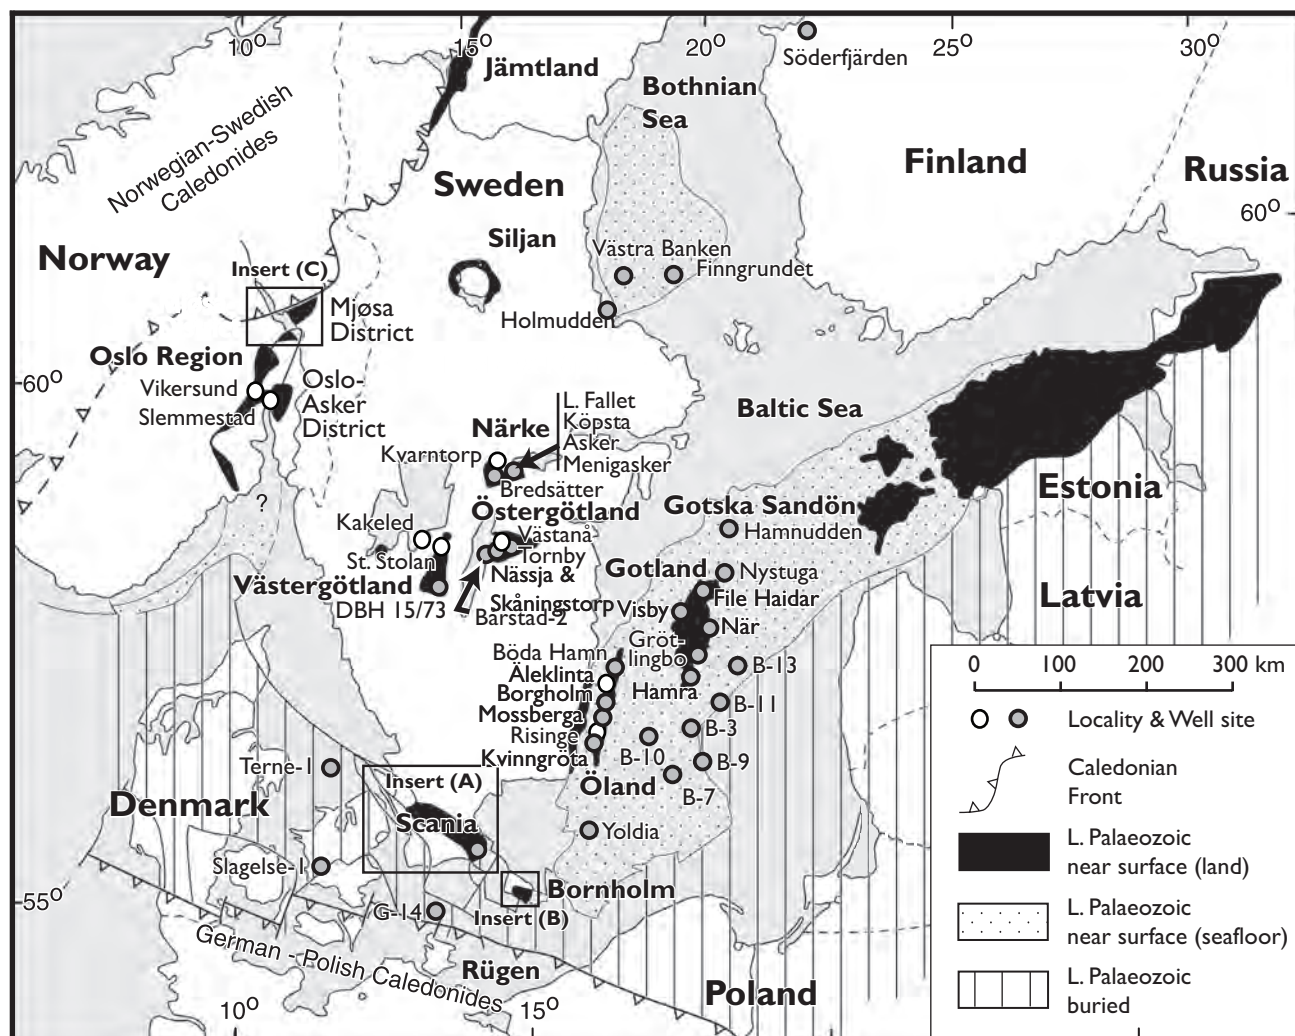 10°
15°
20°
25°
30°
Söderfjärden
Jämtland
Bothnian
Sea
Norwegian-Swedish
Caledonides
Finland
Russia
Sweden
60°
Norway
Siljan
Västra Banken
Finngrundet
Insert (C)
Holmudden
Mjøsa
District
Oslo Region
60°
Vikersund
Slemmestad
Oslo-
Asker
District
Baltic Sea
L. Fallet
Köpsta
Asker
Menigasker
Närke
Kvarntorp
Bredsätter
Estonia
?
Östergötland
Gotska Sandön
Hamnudden
Kakeled
Västanå
Tornby
St. Stolan
Gotland
Nystuga
Västergötland
Nässja &
Skåningstorp
DBH 15/73
Bårstad-2
File Haidar
Visby
När
Latvia
Gröt-
lingbo
Böda Hamn
Äleklinta
Borgholm
Mossberga
Risinge
Kvinngröta
Hamra
B-13
B-11
B-3
B-10
B-9
B-7
Öland
Yoldia
Terne-1
Insert (A)
Denmark
Scania
Slagelse-1
Bornholm
55°
G-14
Insert (B)
German - Polish Caledonides
Rügen
Poland
10°
15°
0 100 200 300 km
Locality & Well site
Caledonian
Front
L. Palaeozoic
near surface (land)
L. Palaeozoic
near surface (seafloor)
L. Palaeozoic
buried